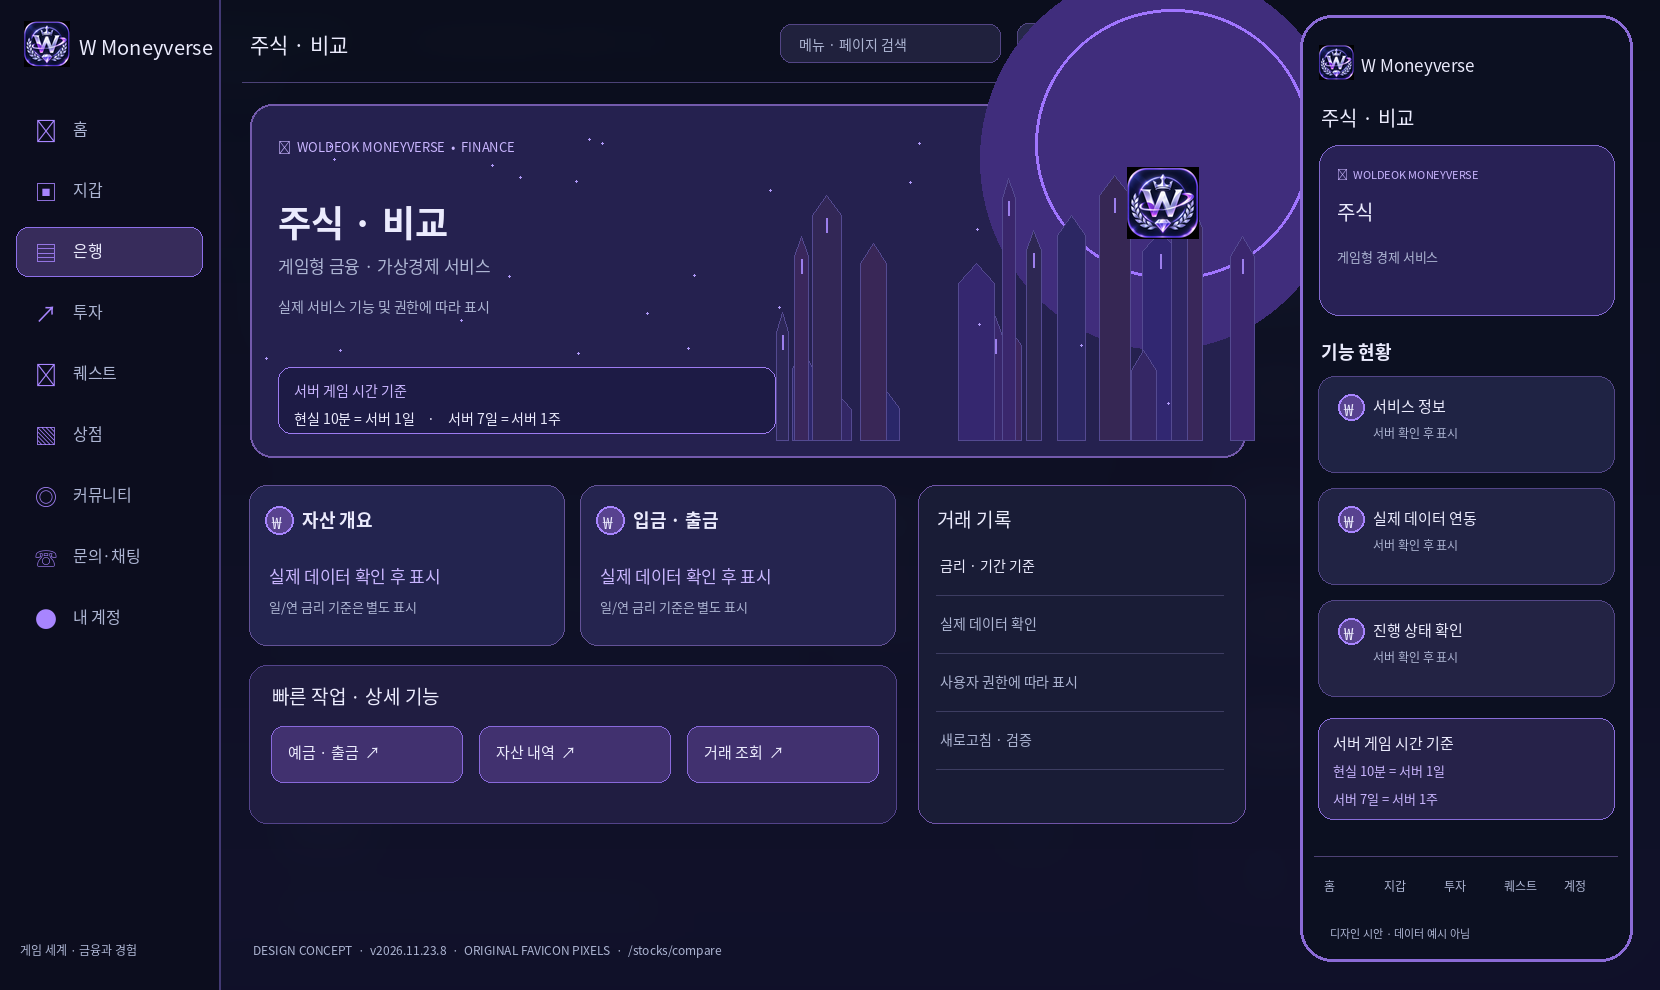 W Moneyverse
홈
지갑
은행
투자
퀘스트
상점
커뮤니티
문의·채팅
내 계정
게임 세계 · 금융과 경험
주식 · 비교
메뉴 · 페이지 검색
WOLDEOK MONEYVERSE • FINANCE
주식 · 비교
게임형 금융 · 가상경제 서비스
실제 서비스 기능 및 권한에 따라 표시
서버 게임 시간 기준
현실 10분 = 서버 1일 · 서버 7일 = 서버 1주
W
₩ 자산 개요
실제 데이터 확인 후 표시
일/연 금리 기준은 별도 표시
₩ 입금 · 출금
실제 데이터 확인 후 표시
일/연 금리 기준은 별도 표시
빠른 작업 · 상세 기능
예금 · 출금 ↗
자산 내역 ↗
거래 조회 ↗
거래 기록
금리 · 기간 기준
실제 데이터 확인
사용자 권한에 따라 표시
새로고침 · 검증
DESIGN CONCEPT · v2026.11.23.8 · ORIGINAL FAVICON PIXELS · /stocks/compare
W Moneyverse
주식 · 비교
WOLDEOK MONEYVERSE
주식
게임형 경제 서비스
기능 현황
₩ 서비스 정보
서버 확인 후 표시
₩ 실제 데이터 연동
서버 확인 후 표시
₩ 진행 상태 확인
서버 확인 후 표시
서버 게임 시간 기준
현실 10분 = 서버 1일
서버 7일 = 서버 1주
홈 지갑 투자 퀘스트 계정
디자인 시안 · 데이터 예시 아님